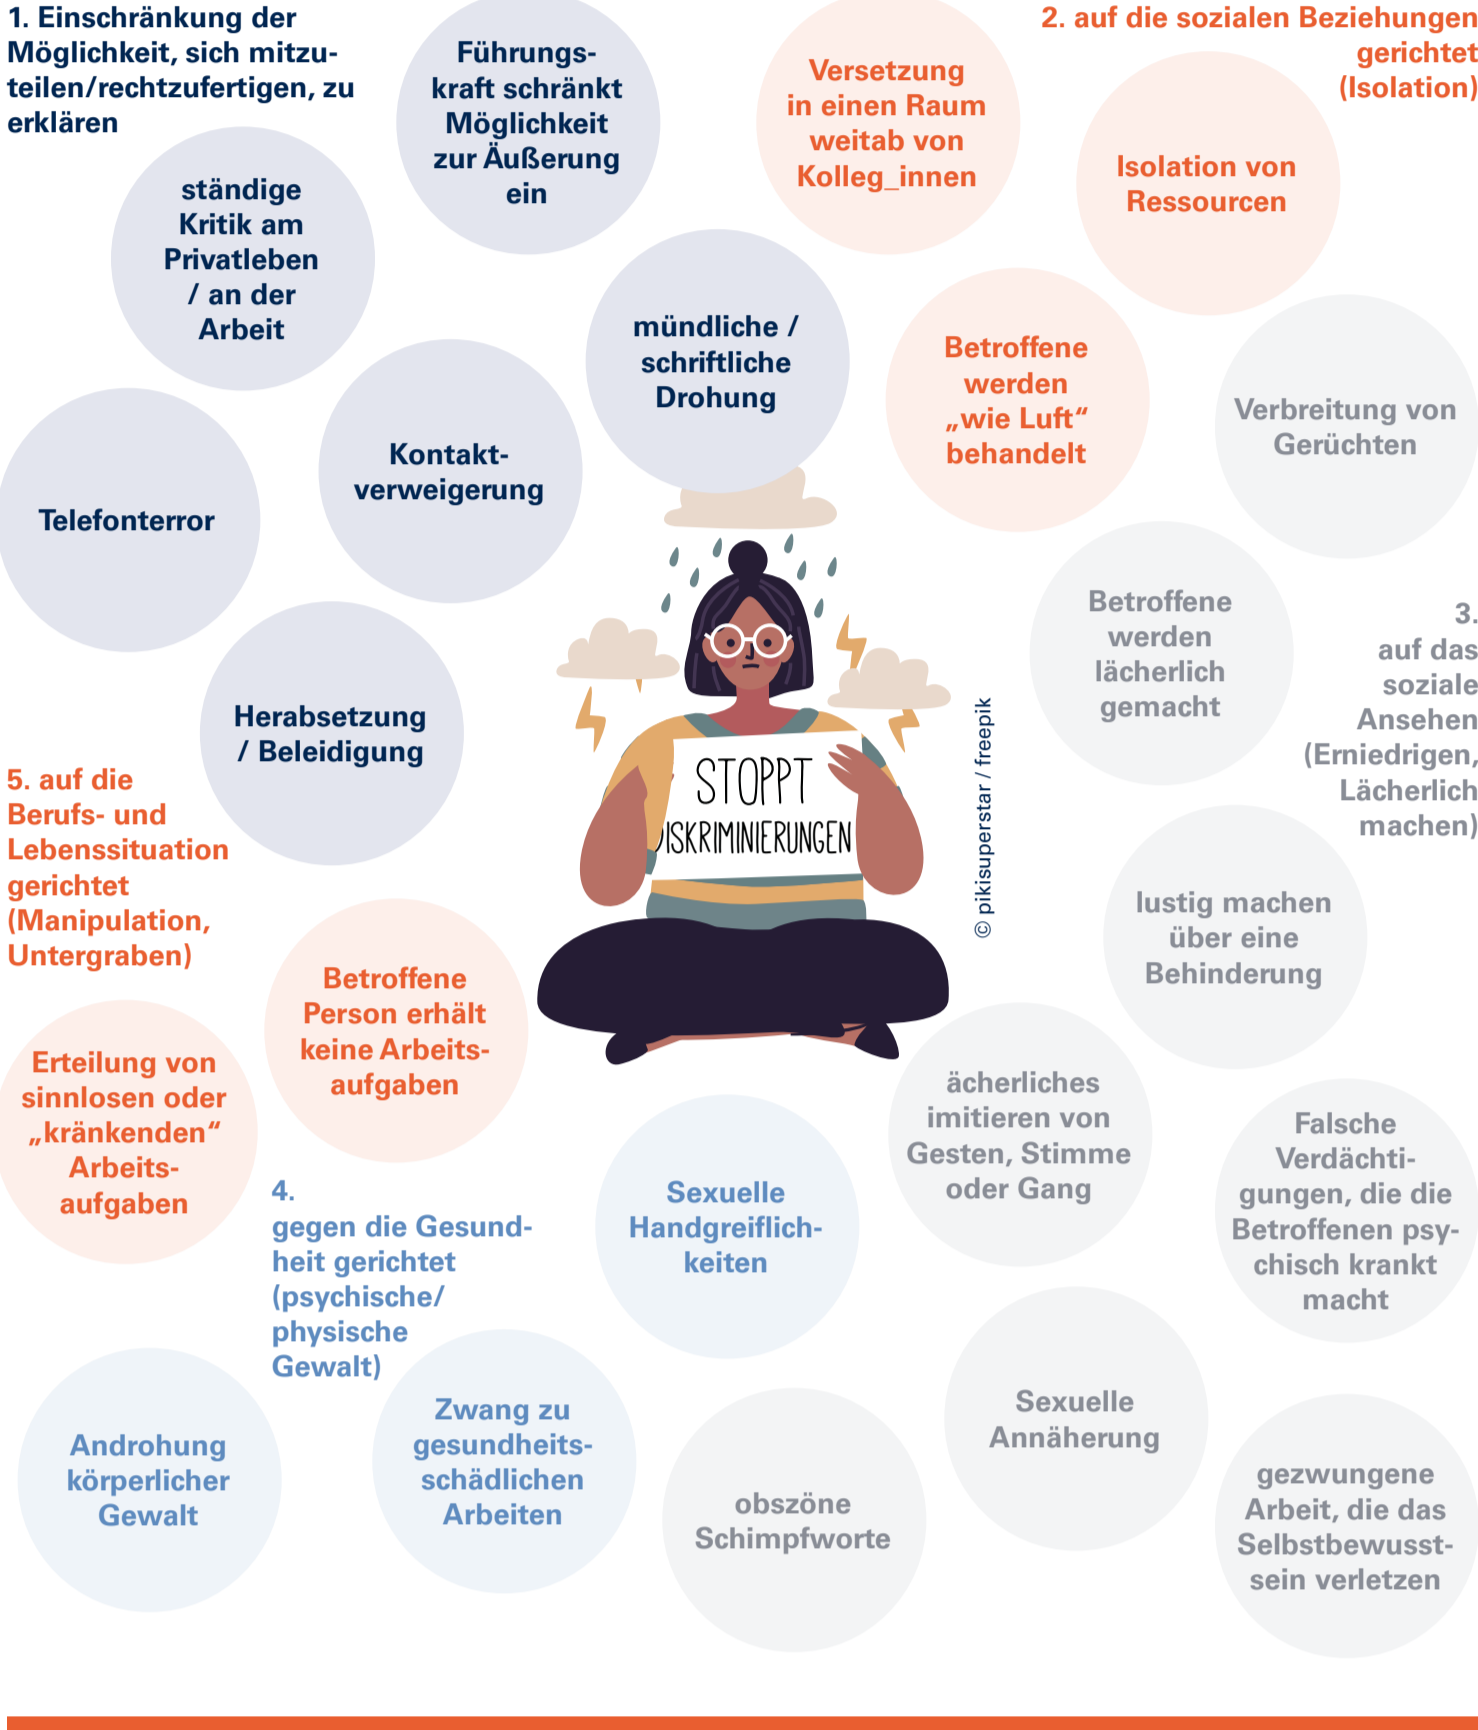 1. Einschränkung der
Möglichkeit, sich mitzu-
teilen/rechtzufertigen, zu
erklären
Führungs-
kraft schränkt
Möglichkeit
zur Äußerung
ein
ständige
Kritik am
Privatleben
/ an der
Arbeit
mündliche /
schriftliche
Drohung
Kontakt-
verweigerung
Telefonterror
Herabsetzung
/ Beleidigung
2. auf die sozialen Beziehungen
gerichtet
(Isolation)
Versetzung
in einen Raum
weitab von
Kolleg_innen
Isolation von
Ressourcen
Betroffene
werden
„wie Luft“
behandelt
Verbreitung von
Gerüchten
Betroffene
werden
lächerlich
gemacht
3.
auf das
soziale
Ansehen
(Erniedrigen,
Lächerlich
machen)
lustig machen
über eine
Behinderung
ächerliches
imitieren von
Gesten, Stimme
oder Gang
Falsche
Verdächti-
gungen, die die
Betroffenen psy-
chisch krankt
macht
Sexuelle
Annäherung
gezwungene
Arbeit, die das
Selbstbewusst-
sein verletzen
obszöne
Schimpfworte
STOPPT
DISKRIMINIERUNGEN
© pikisuperstar / freepik
5. auf die
Berufs- und
Lebenssituation
gerichtet
(Manipulation,
Untergraben)
Betroffene
Person erhält
keine Arbeits-
aufgaben
Erteilung von
sinnlosen oder
„kränkenden“
Arbeits-
aufgaben
4.
gegen die Gesund-
heit gerichtet
(psychische/
physische
Gewalt)
Sexuelle
Handgreiflich-
keiten
Androhung
körperlicher
Gewalt
Zwang zu
gesundheits-
schädlichen
Arbeiten